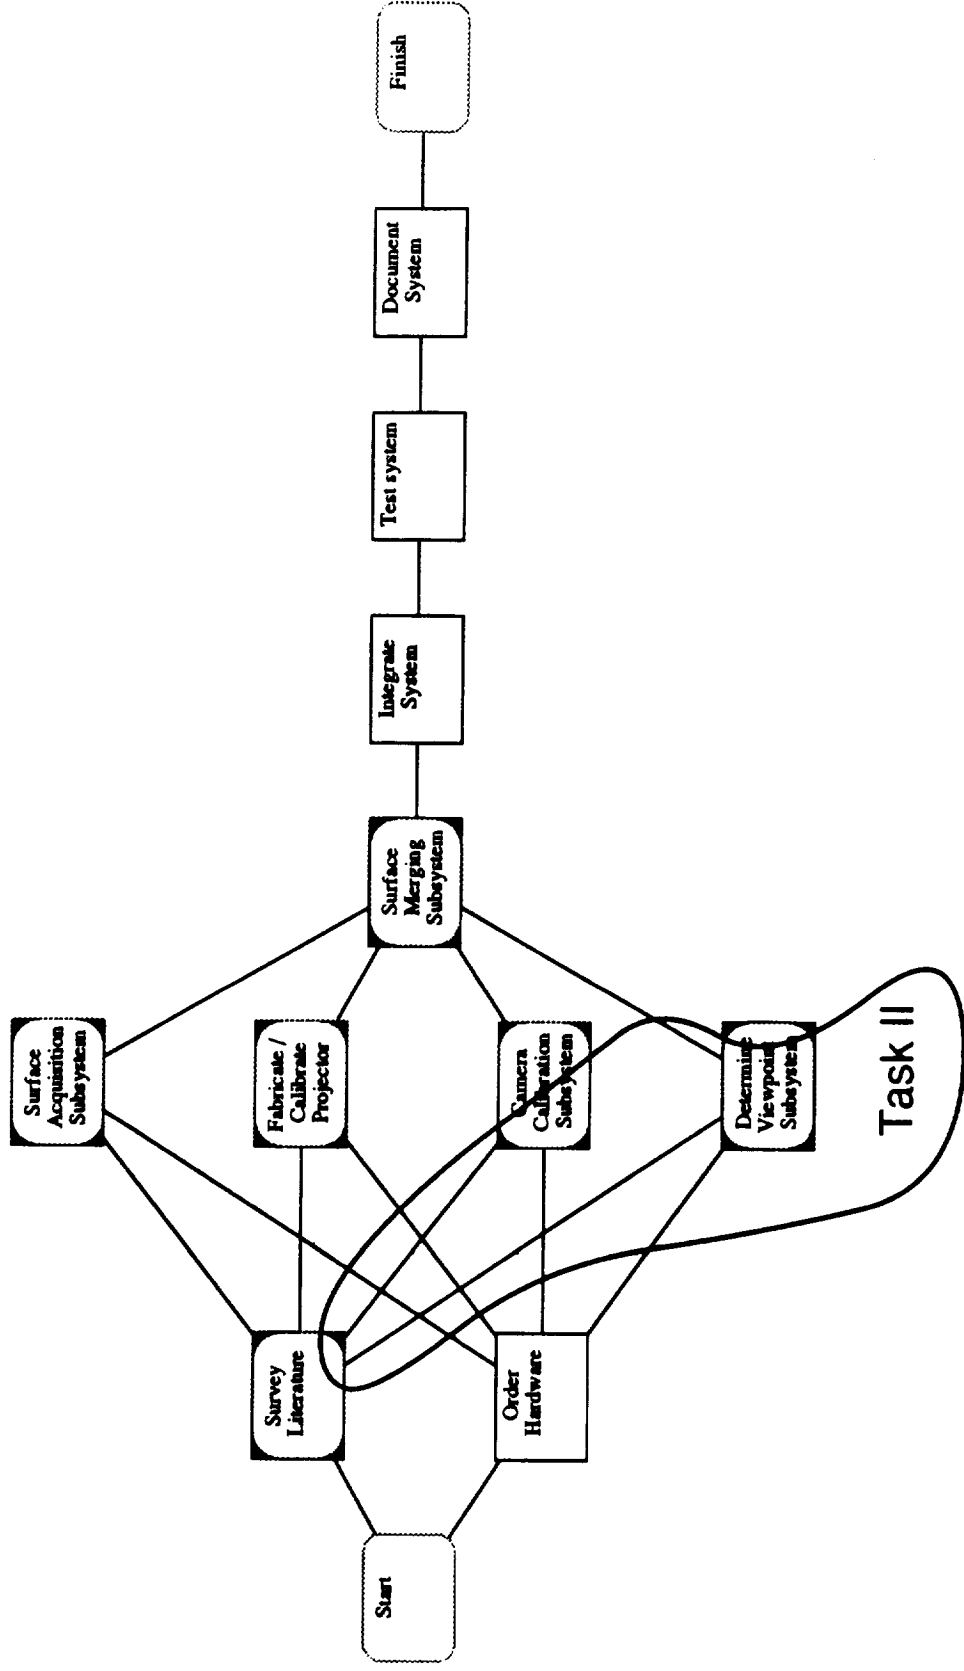 Start
Survey
Literature
Order
Hardware
Surface
Acquisition
Subsystem
Fabricate /
Calibrate
Projector
Camera
Calibration
Subsystem
Determine
Viewpoint
Subsystem
Task II
Surface
Merging
Subsystem
Integrate
System
Test system
Document
System
Finish